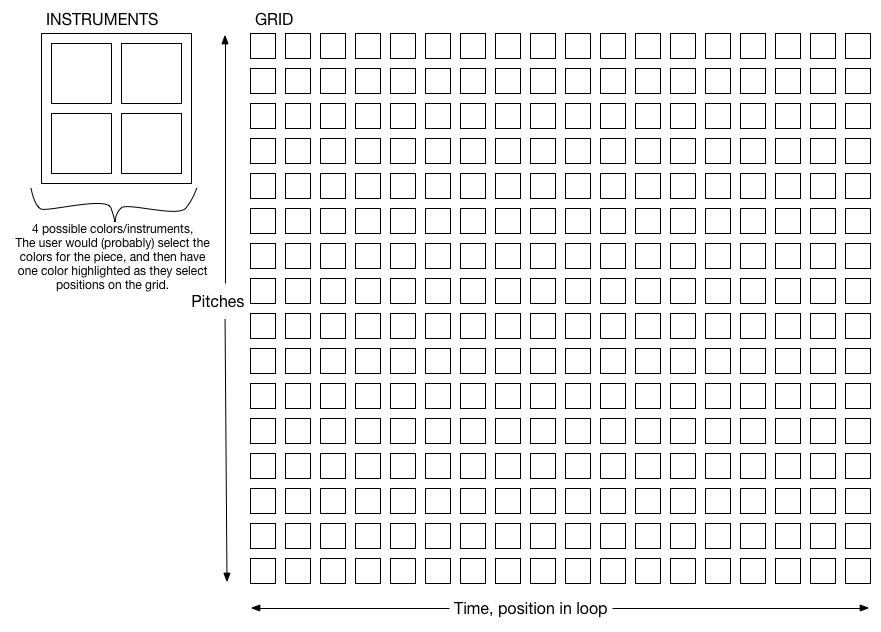 INSTRUMENTS
GRID
4 possible colors/instruments,
The user would (probably) select the
colors for the piece, and then have
one color highlighted as they select
positions on the grid.
Pitches
Time, position in loop